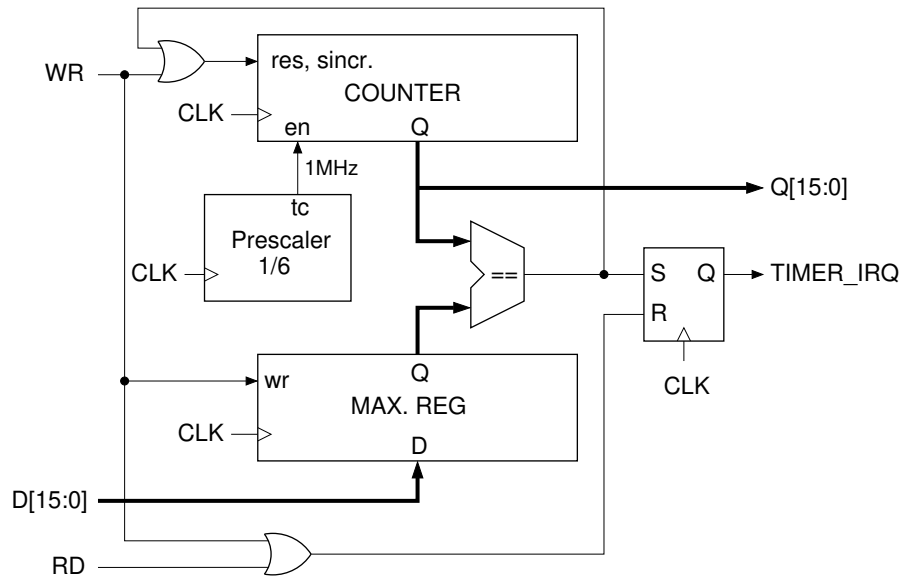 WR
res, sincr.
COUNTER
CLK
en
Q
1MHz
Q[15:0]
tc
Prescaler
1/6
CLK
==
S
Q
TIMER_IRQ
R
CLK
Q
wr
MAX. REG
CLK
D
D[15:0]
RD